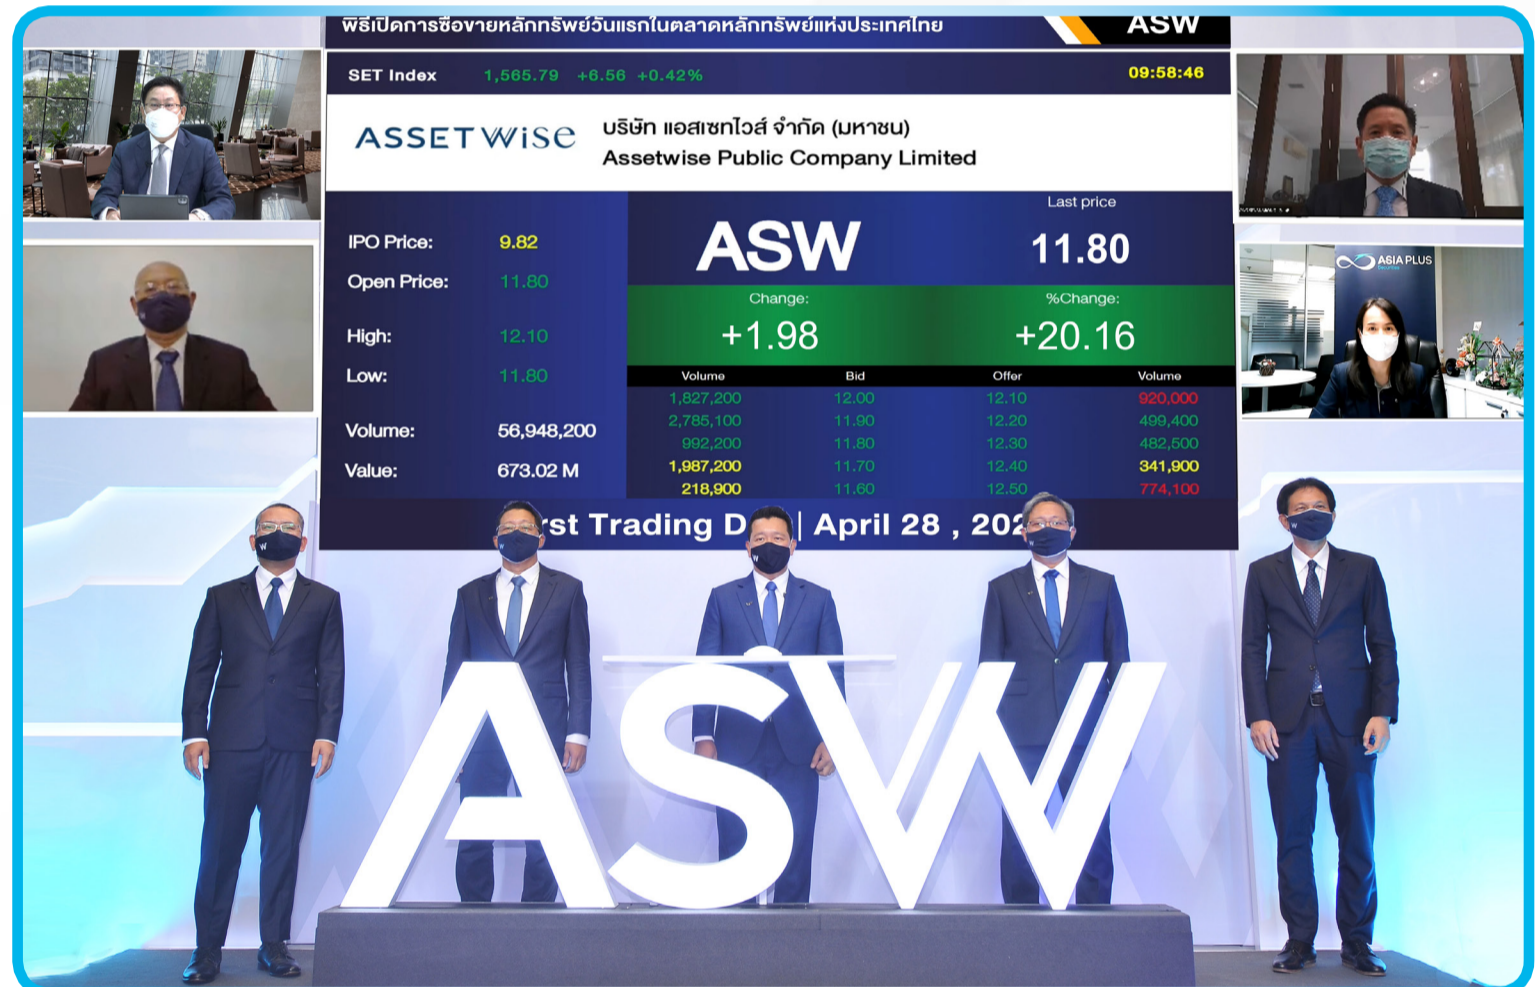 พิธีเปิดการซื้อขายหลักทรัพย์วันแรกในตลาดหลักทรัพย์แห่งประเทศไทย ASW
SET Index 1,565.79 +6.56 +0.42% 09:58:46
ASSETWISE
บริษัท แอสเซทไวส์ จำกัด (มหาชน)
Assetwise Public Company Limited
IPO Price: 9.82
Open Price: 11.80
High: 12.10
Low: 11.80
Volume: 56,948,200
Value: 673.02 M
ASW
Last price
11.80
Change: %Change:
+1.98 +20.16
Volume Bid Offer Volume
1,827,200 12.00 12.10 920,000
2,785,100 11.90 12.20 499,400
992,200 11.80 12.30 482,500
1,987,200 11.70 12.40 341,900
218,900 11.60 12.50 774,100
Trading | April 28 ,
ASIA PLUS
Securities
W
W
W
W
W
ASW